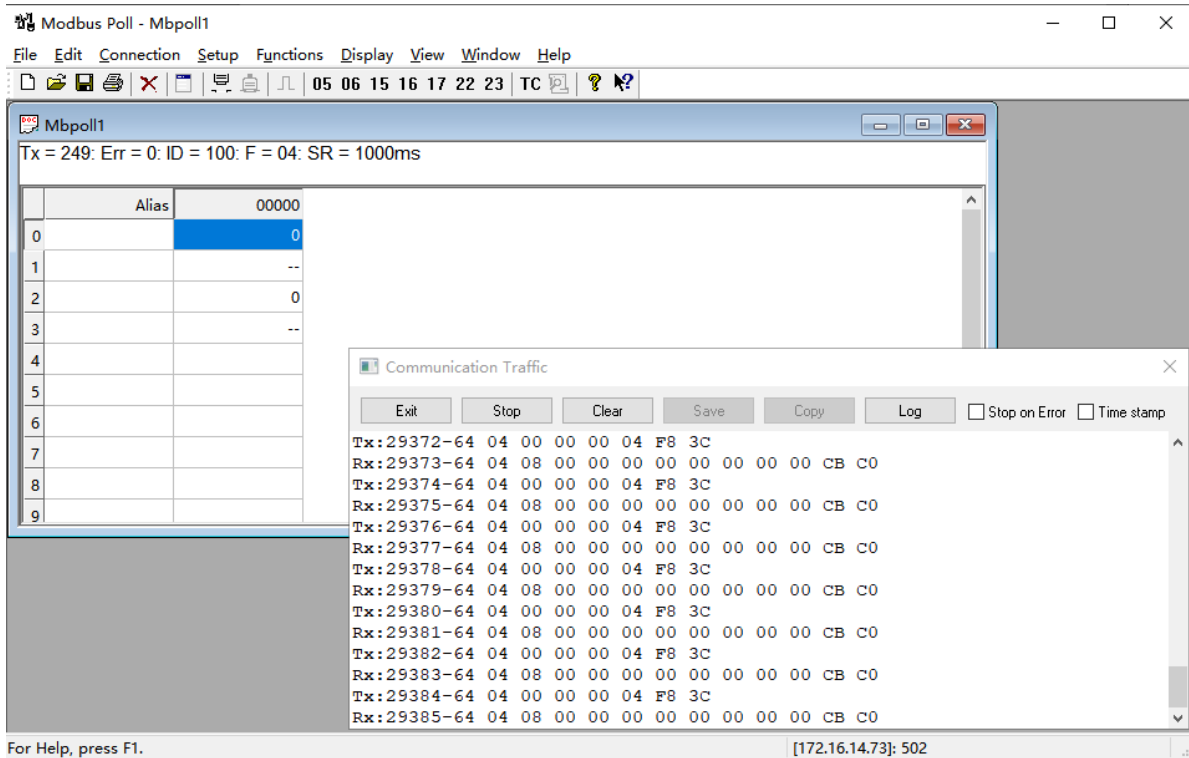 Modbus Poll - Mbpoll1
File Edit Connection Setup Functions Display View Window Help
05 06 15 16 17 22 23 TC
Mbpoll1
Tx = 249: Err = 0: ID = 100: F = 04: SR = 1000ms
Alias 00000
0 0
1 --
2 0
3 --
4
5
6
7
8
9
Communication Traffic
Exit Stop Clear Save Copy Log Stop on Error Time stamp
Tx:29372-64 04 00 00 00 04 F8 3C
Rx:29373-64 04 08 00 00 00 00 00 00 00 00 CB C0
Tx:29374-64 04 00 00 00 04 F8 3C
Rx:29375-64 04 08 00 00 00 00 00 00 00 00 CB C0
Tx:29376-64 04 00 00 00 04 F8 3C
Rx:29377-64 04 08 00 00 00 00 00 00 00 00 CB C0
Tx:29378-64 04 00 00 00 04 F8 3C
Rx:29379-64 04 08 00 00 00 00 00 00 00 00 CB C0
Tx:29380-64 04 00 00 00 04 F8 3C
Rx:29381-64 04 08 00 00 00 00 00 00 00 00 CB C0
Tx:29382-64 04 00 00 00 04 F8 3C
Rx:29383-64 04 08 00 00 00 00 00 00 00 00 CB C0
Tx:29384-64 04 00 00 00 04 F8 3C
Rx:29385-64 04 08 00 00 00 00 00 00 00 00 CB C0
For Help, press F1. [172.16.14.73]: 502